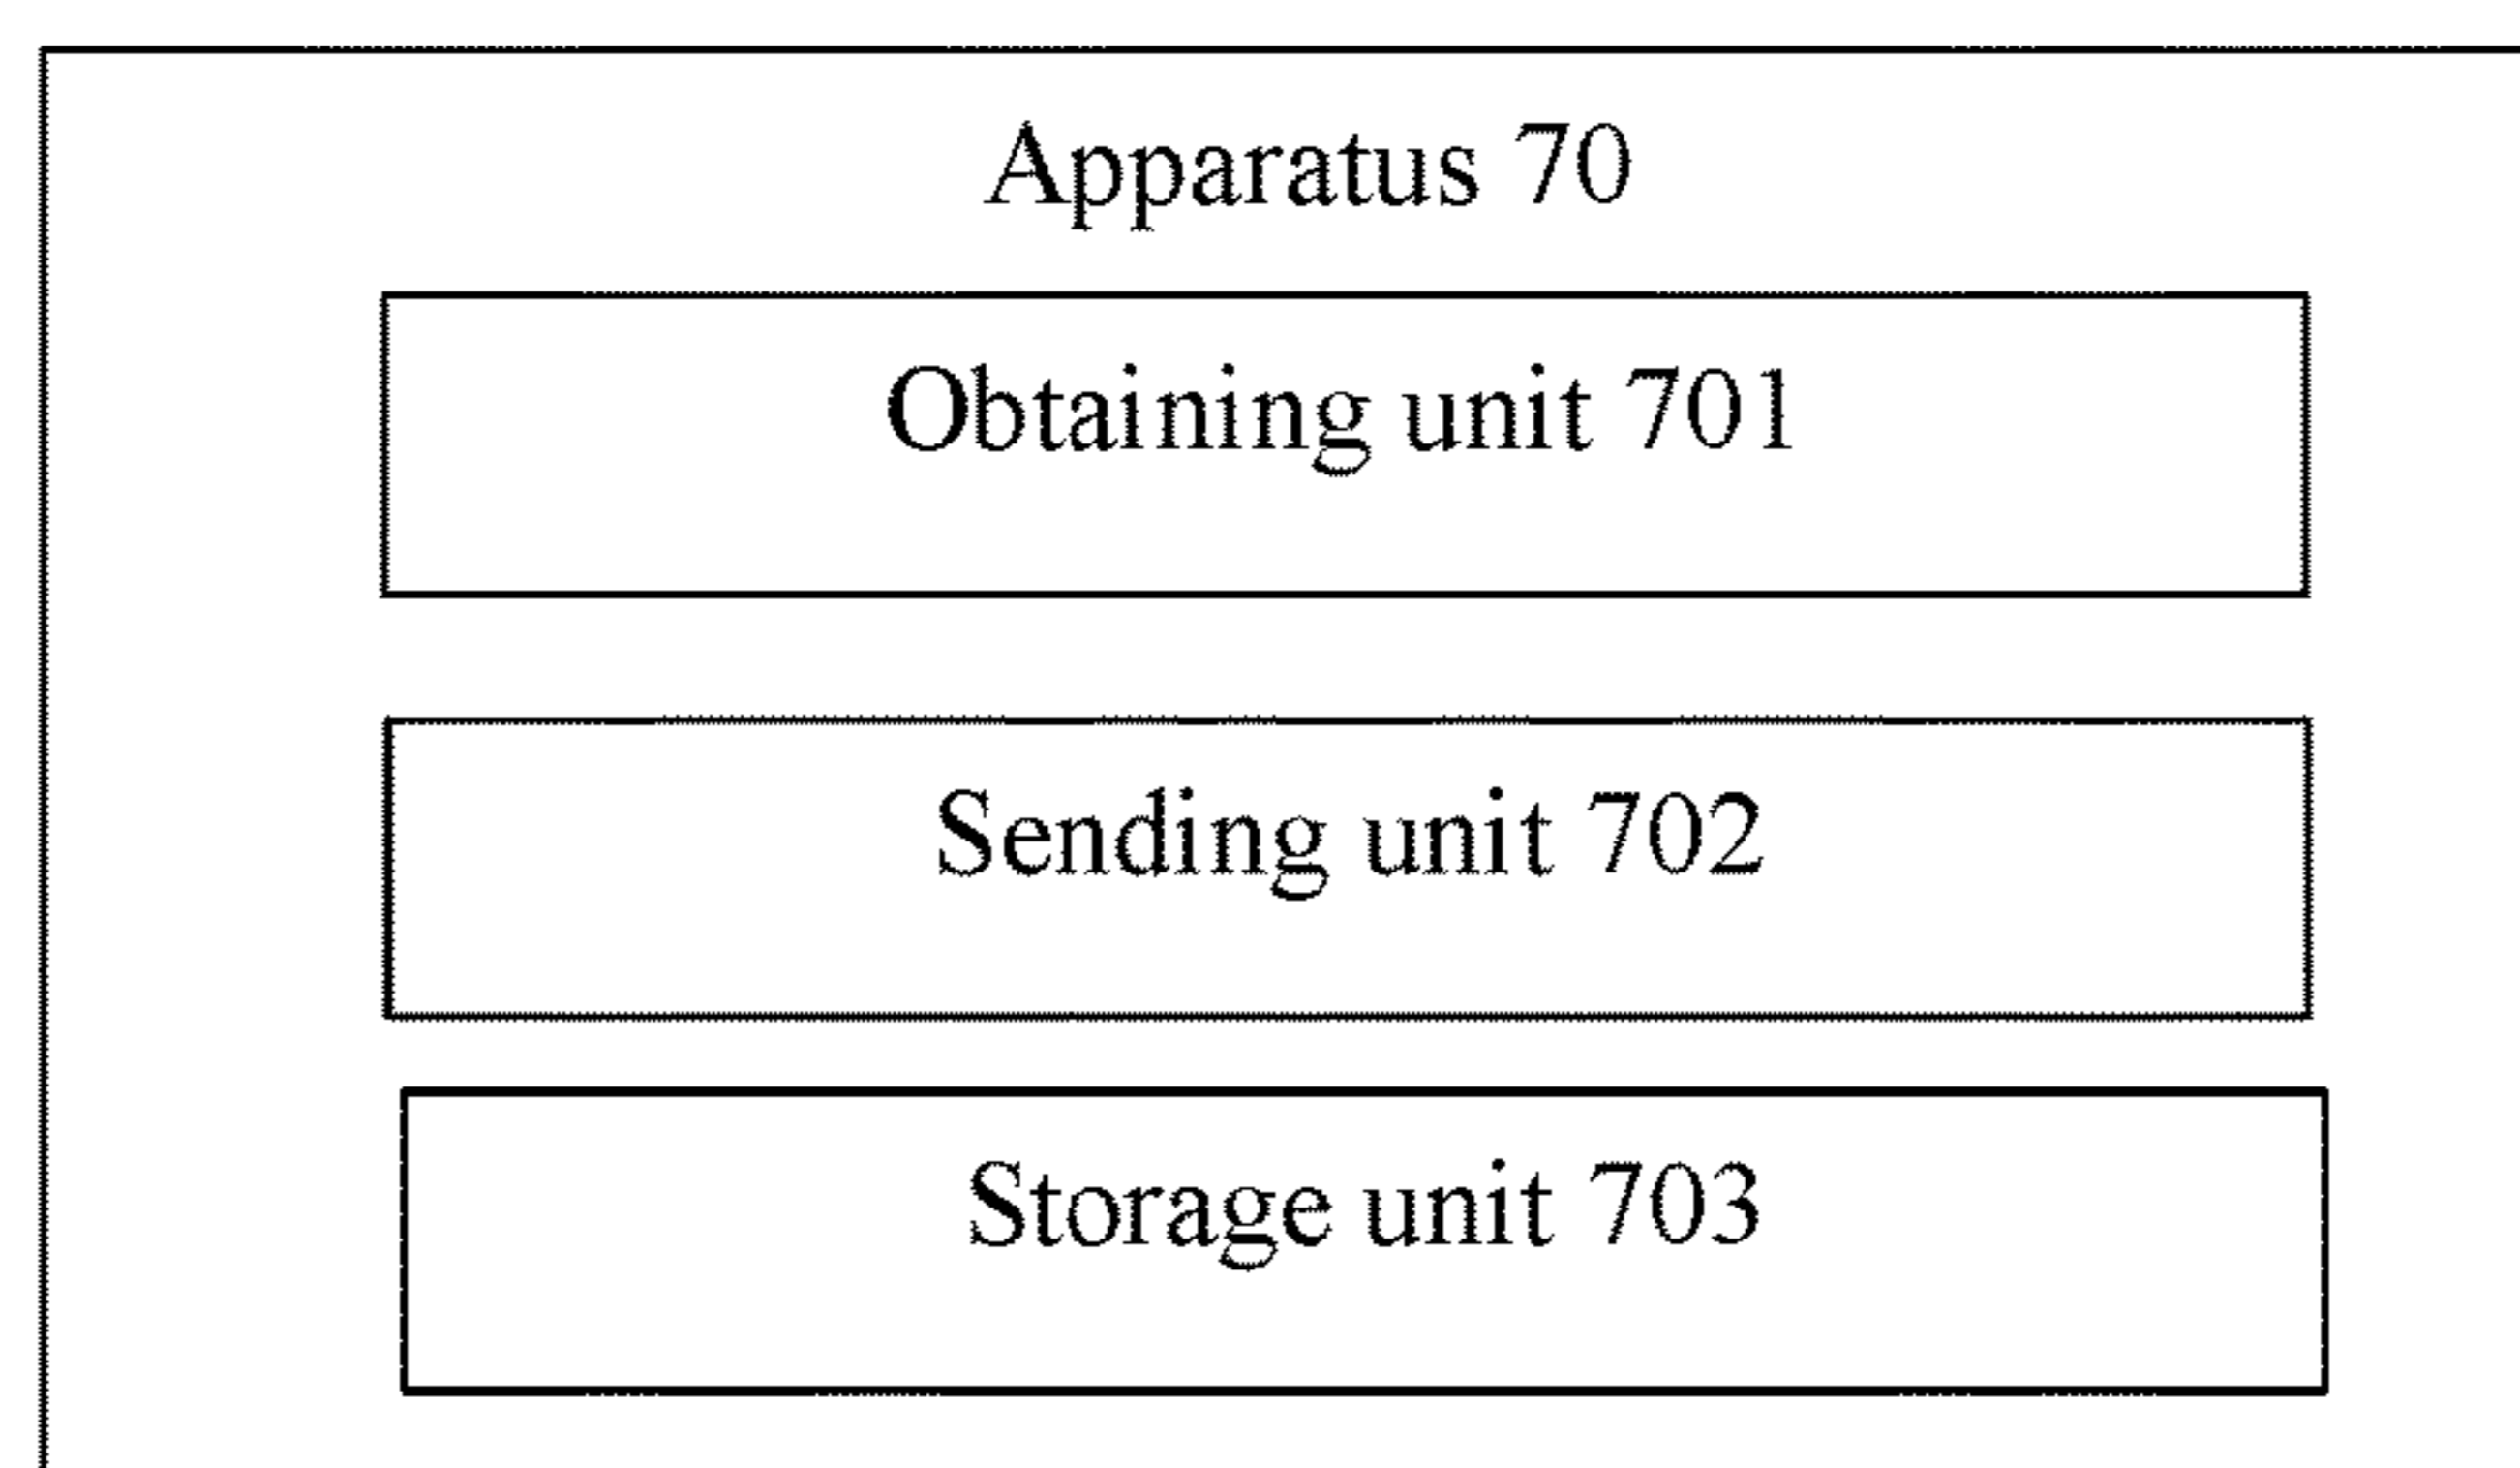 Apparatus 70
Obtaining unit 701
Sending unit 702
Storage unit 703